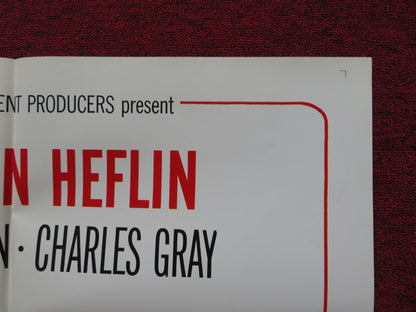 ENT PRODUCERS present
N HEFLIN
N · CHARLES GRAY